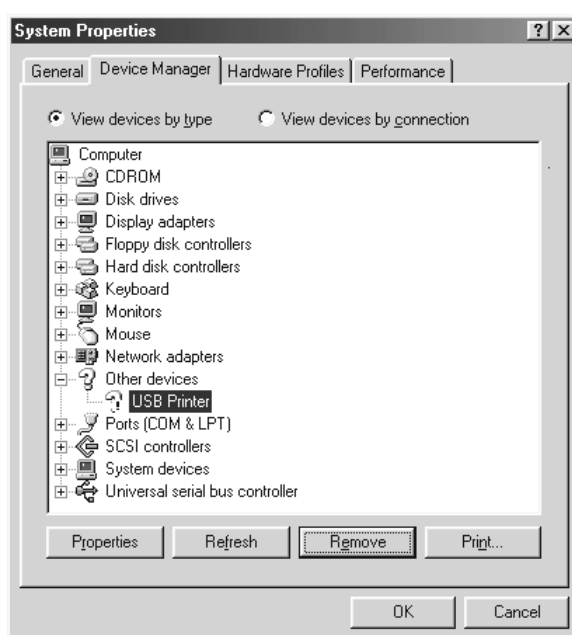 System Properties
General Device Manager Hardware Profiles Performance
View devices by type View devices by connection
Computer
CDROM
Disk drives
Display adapters
Floppy disk controllers
Hard disk controllers
Keyboard
Monitors
Mouse
Network adapters
Other devices
USB Printer
Ports (COM & LPT)
SCSI controllers
System devices
Universal serial bus controller
Properties Refresh Remove Print...
OK Cancel